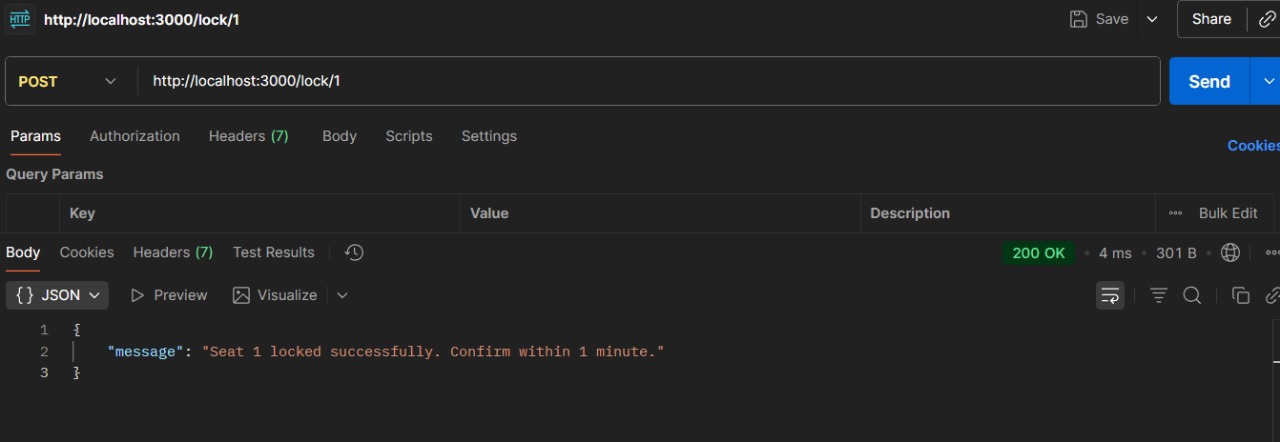 HTTP http://localhost:3000/lock/1 Save Share
POST http://localhost:3000/lock/1 Send
Params Authorization Headers (7) Body Scripts Settings
Cookies
Query Params
Key Value Description Bulk Edit
Body Cookies Headers (7) Test Results 200 OK • 4 ms • 301 B •
{} JSON Preview Visualize
1 {
2 "message": "Seat 1 locked successfully. Confirm within 1 minute."
3 }